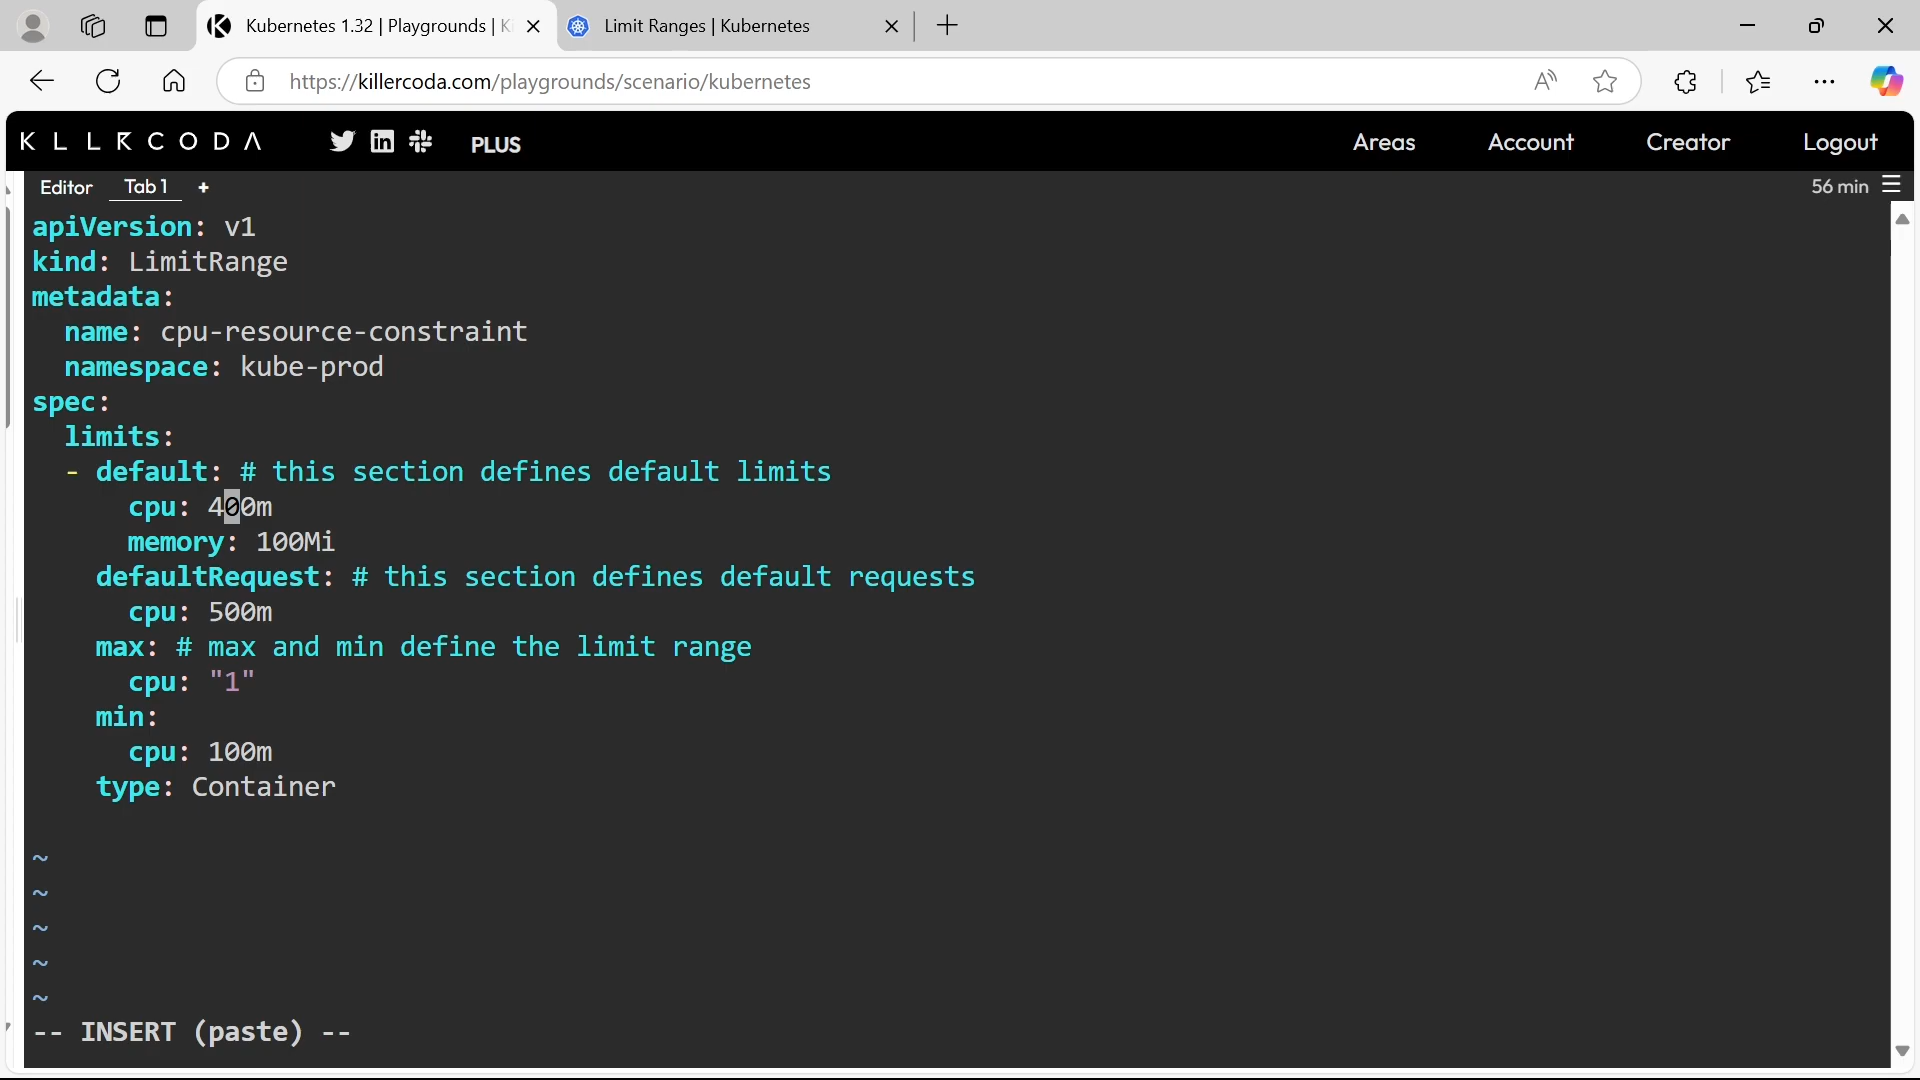 Kubernetes 1.32 | Playgrounds | Ki
Limit Ranges | Kubernetes
https://killercoda.com/playgrounds/scenario/kubernetes
KILLERCODA
PLUS
Areas
Account
Creator
Logout
Editor
Tab 1
+
56 min
apiVersion: v1
kind: LimitRange
metadata:
  name: cpu-resource-constraint
  namespace: kube-prod
spec:
  limits:
  - default: # this section defines default limits
      cpu: 400m
      memory: 100Mi
    defaultRequest: # this section defines default requests
      cpu: 500m
    max: # max and min define the limit range
      cpu: "1"
    min:
      cpu: 100m
    type: Container
~
~
~
~
~
-- INSERT (paste) --